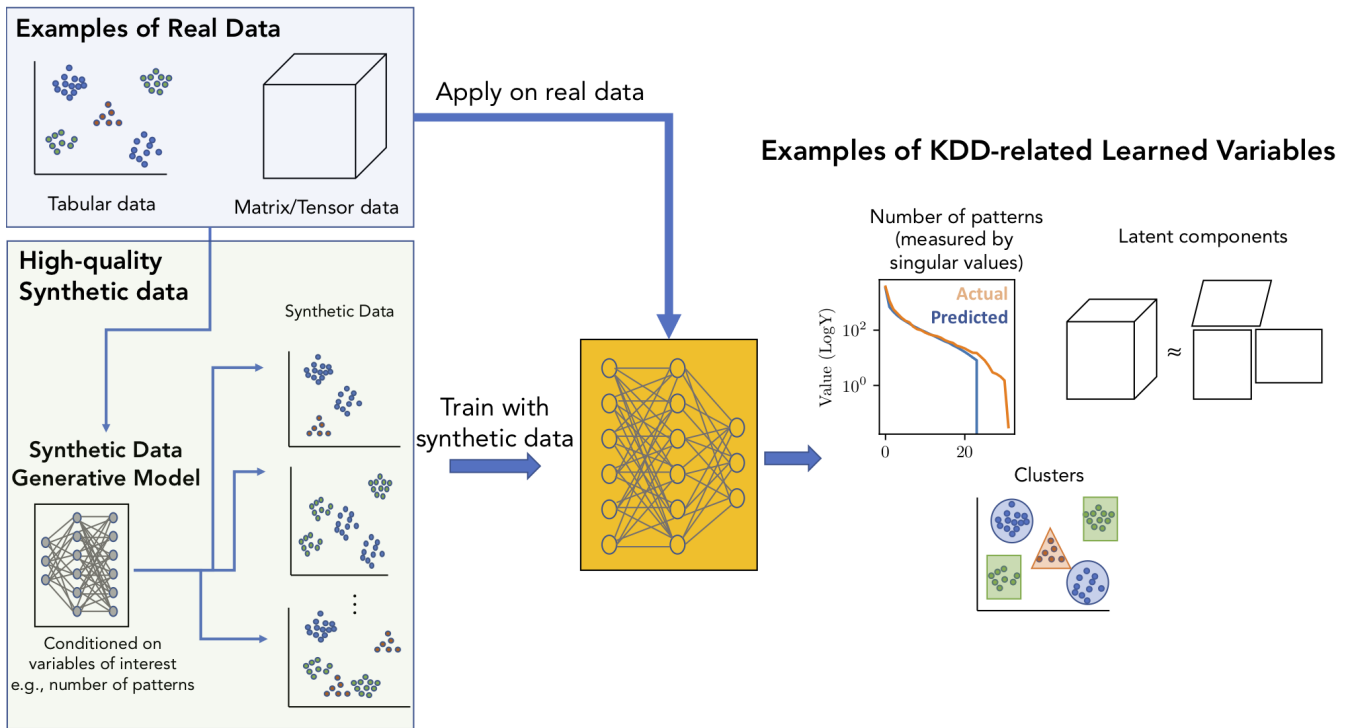 Examples of Real Data
Tabular data
Matrix/Tensor data
Apply on real data
High-quality
Synthetic data
Synthetic Data
Synthetic Data
Generative Model
Conditioned on
variables of interest
e.g., number of patterns
⋮
Train with
synthetic data
Examples of KDD-related Learned Variables
Number of patterns
(measured by
singular values)
Actual
Predicted
Value (LogY)
10²
10⁰
0
20
Latent components
≈
Clusters